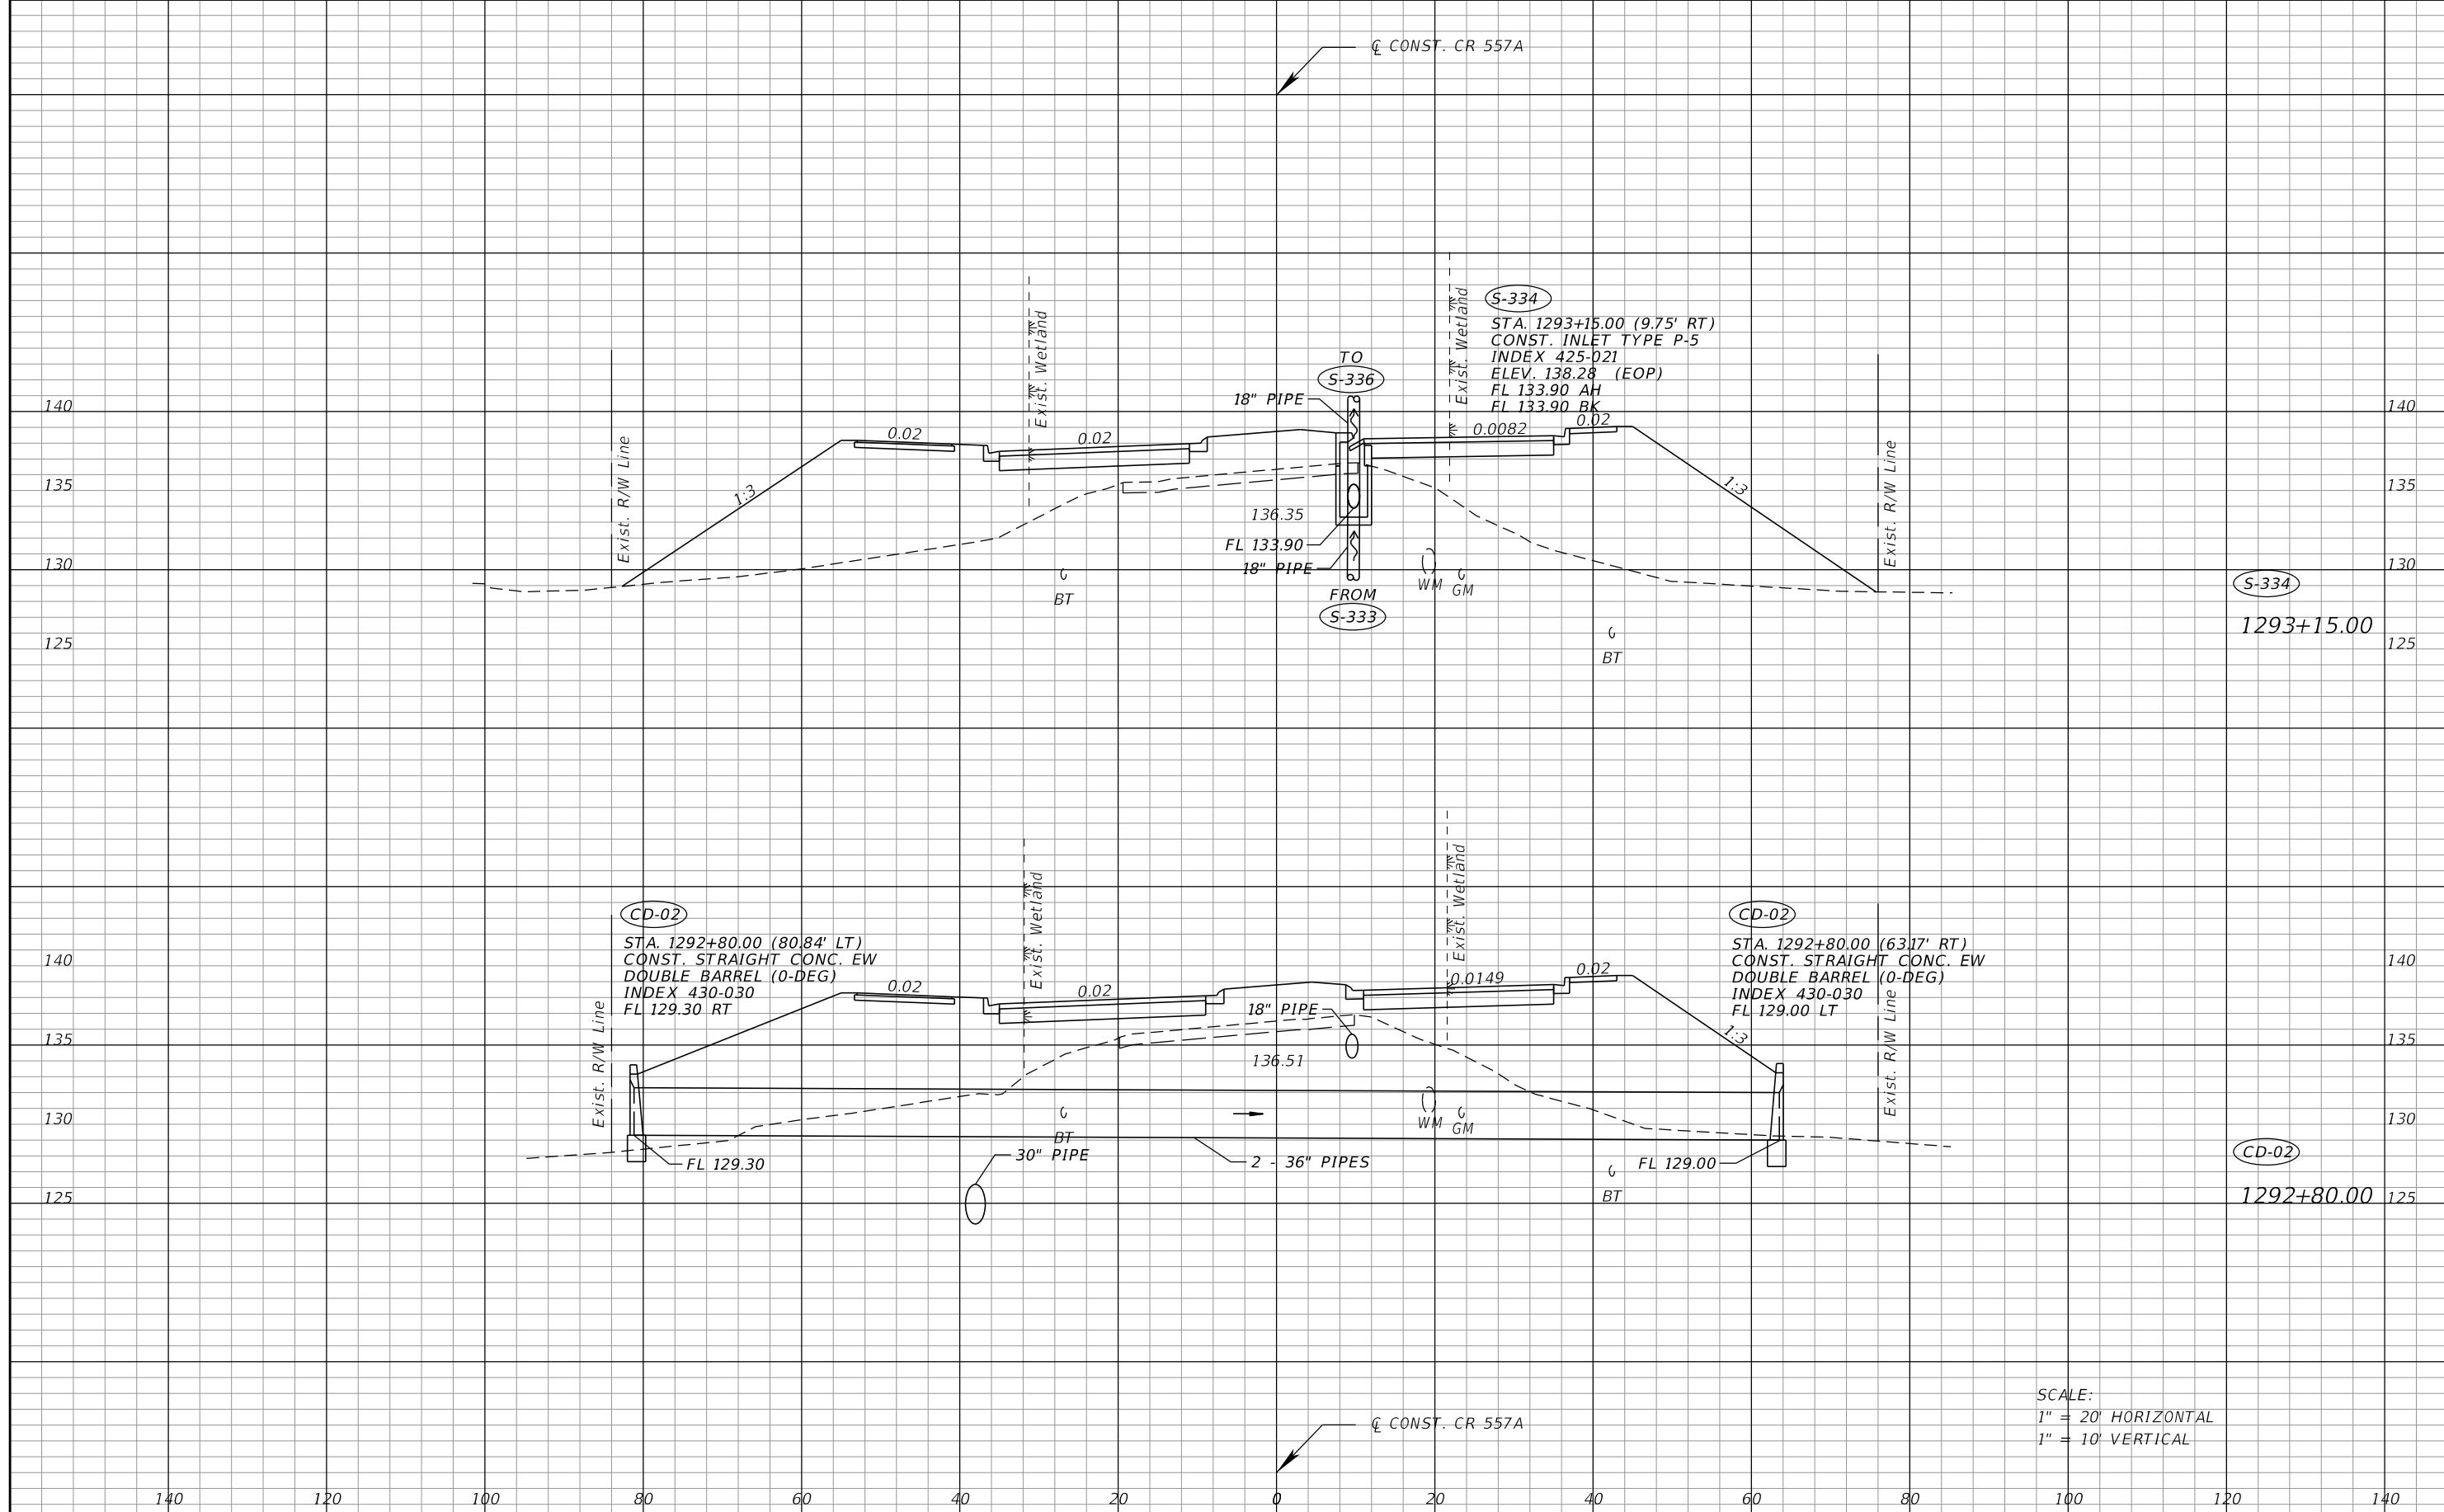 ℄ CONST. CR 557A
S-334
STA. 1293+15.00 (9.75' RT)
CONST. INLET TYPE P-5
INDEX 425-021
ELEV. 138.28 (EOP)
FL 133.90 AH
FL 133.90 BK
TO
S-336
18" PIPE
Exist. Wetland
Exist. Wetland
140
140
0.02
0.02
0.0082
0.02
Exist. R/W Line
Exist. R/W Line
1:3
1:3
135
135
136.35
FL 133.90
18" PIPE
130
130
BT
WM
GM
FROM
S-333
S-334
1293+15.00
BT
125
125
Exist. Wetland
Exist. Wetland
CD-02
STA. 1292+80.00 (80.84' LT)
CONST. STRAIGHT CONC. EW
DOUBLE BARREL (0-DEG)
INDEX 430-030
FL 129.30 RT
CD-02
STA. 1292+80.00 (63.17' RT)
CONST. STRAIGHT CONC. EW
DOUBLE BARREL (0-DEG)
INDEX 430-030
FL 129.00 LT
140
140
0.02
0.02
0.0149
0.02
18" PIPE
Exist. R/W Line
Exist. R/W Line
1:3
135
135
136.51
130
130
BT
WM
GM
30" PIPE
FL 129.30
2 - 36" PIPES
FL 129.00
BT
CD-02
1292+80.00
125
125
℄ CONST. CR 557A
SCALE:
1" = 20' HORIZONTAL
1" = 10' VERTICAL
140 120 100 80 60 40 20 0 20 40 60 80 100 120 140